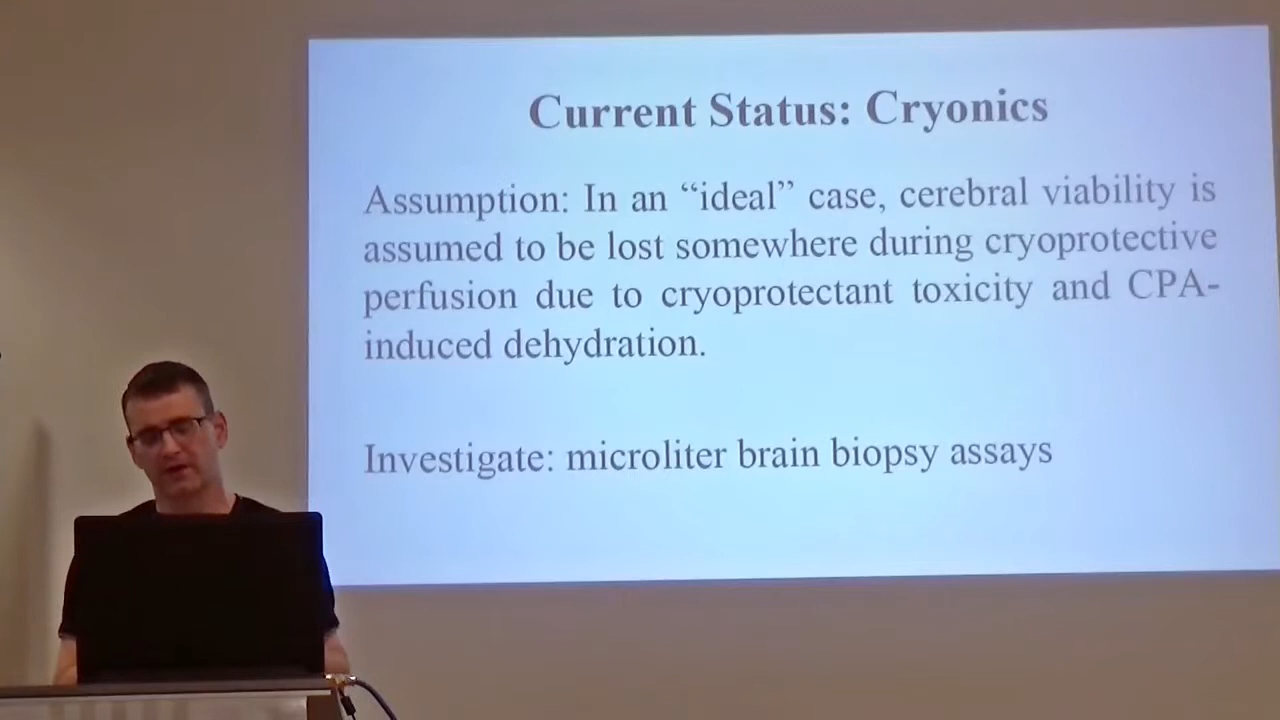 Current Status: Cryonics
Assumption: In an “ideal” case, cerebral viability is
assumed to be lost somewhere during cryoprotective
perfusion due to cryoprotectant toxicity and CPA-
induced dehydration.
Investigate: microliter brain biopsy assays